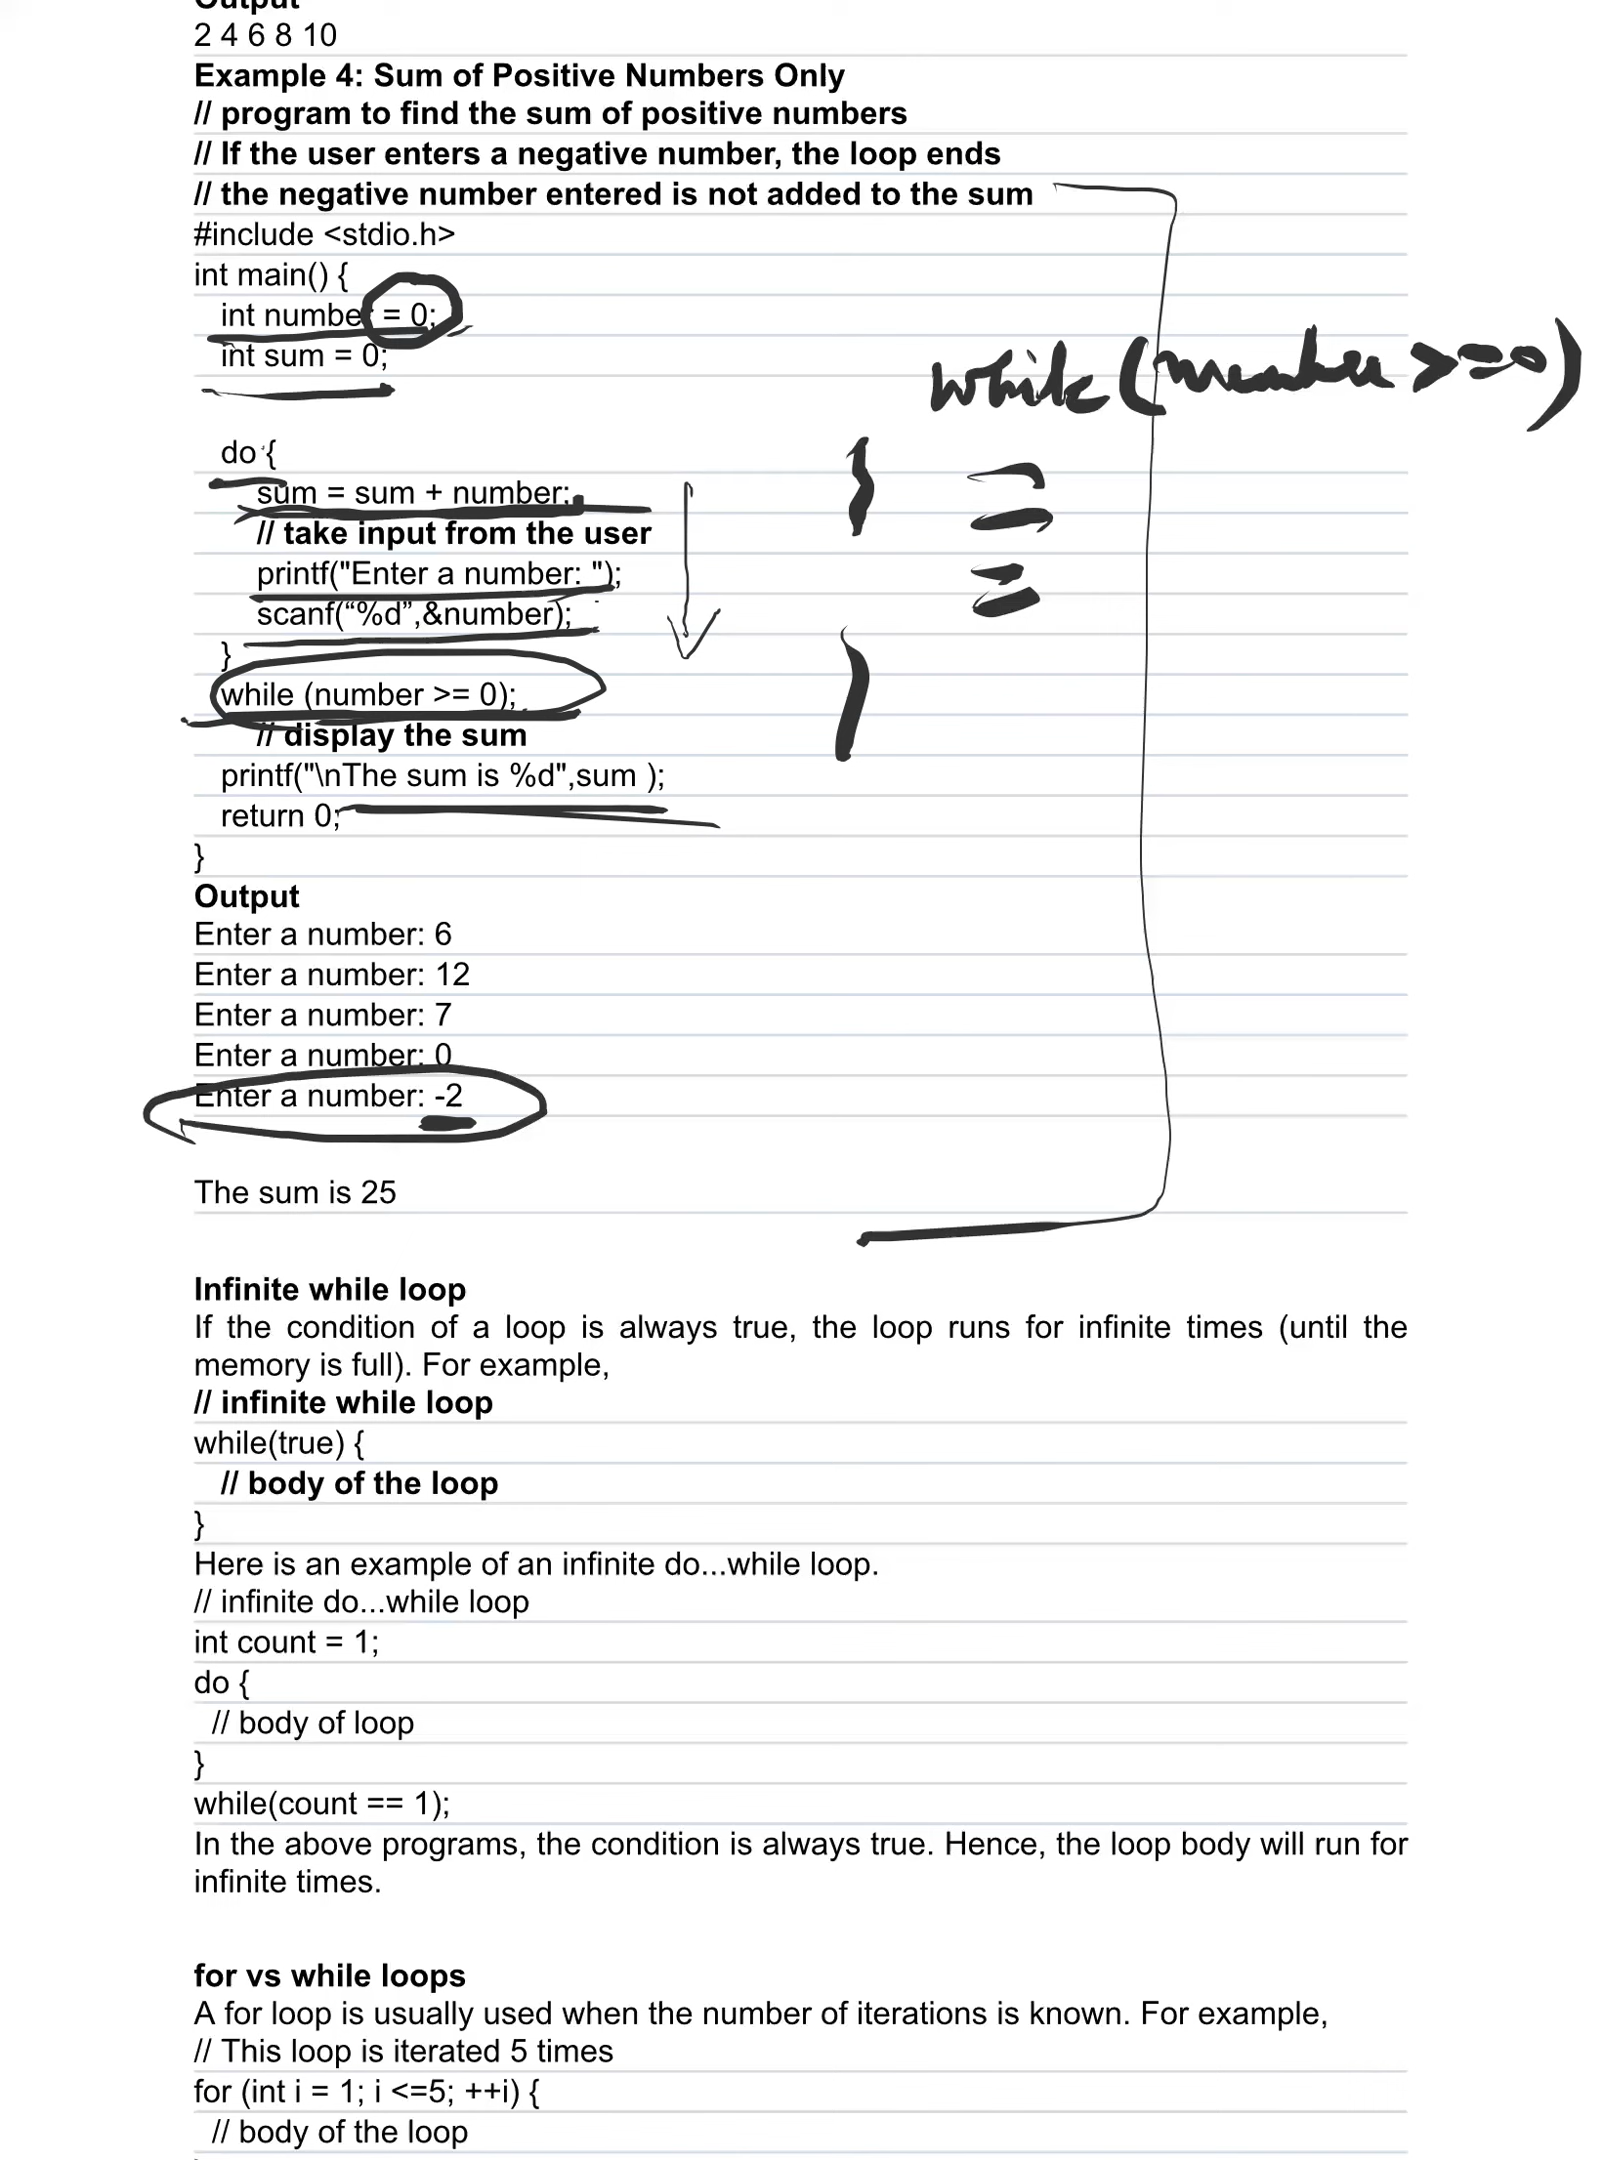 Output
2 4 6 8 10
Example 4: Sum of Positive Numbers Only
// program to find the sum of positive numbers
// If the user enters a negative number, the loop ends
// the negative number entered is not added to the sum
#include <stdio.h>
int main() {
int number = 0;
int sum = 0;
while (number >=0)
do {
sum = sum + number;
// take input from the user
printf("Enter a number: ");
scanf(“%d”,&number);
}
while (number >= 0);
// display the sum
printf("\nThe sum is %d",sum );
return 0;
}
Output
Enter a number: 6
Enter a number: 12
Enter a number: 7
Enter a number: 0
Enter a number: -2
The sum is 25
Infinite while loop
If the condition of a loop is always true, the loop runs for infinite times (until the
memory is full). For example,
// infinite while loop
while(true) {
// body of the loop
}
Here is an example of an infinite do...while loop.
// infinite do...while loop
int count = 1;
do {
// body of loop
}
while(count == 1);
In the above programs, the condition is always true. Hence, the loop body will run for
infinite times.
for vs while loops
A for loop is usually used when the number of iterations is known. For example,
// This loop is iterated 5 times
for (int i = 1; i <=5; ++i) {
// body of the loop